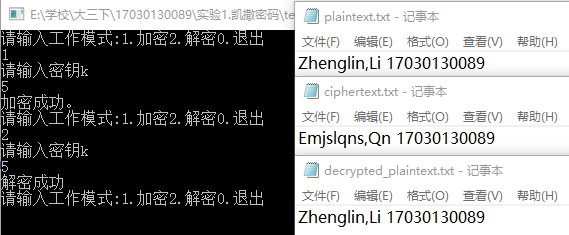 E:\学校\大三下\17030130089\实验1.凯撒密码\te
请输入工作模式:1.加密2.解密0.退出
1
请输入密钥k
5
加密成功。
请输入工作模式:1.加密2.解密0.退出
2
请输入密钥k
5
解密成功
请输入工作模式:1.加密2.解密0.退出
plaintext.txt - 记事本
文件(F) 编辑(E) 格式(O) 查看(V) 帮助(H)
Zhenglin,Li 17030130089
ciphertext.txt - 记事本
文件(F) 编辑(E) 格式(O) 查看(V) 帮助(H)
Emjslqns,Qn 17030130089
decrypted_plaintext.txt - 记事本
文件(F) 编辑(E) 格式(O) 查看(V) 帮助(H)
Zhenglin,Li 17030130089